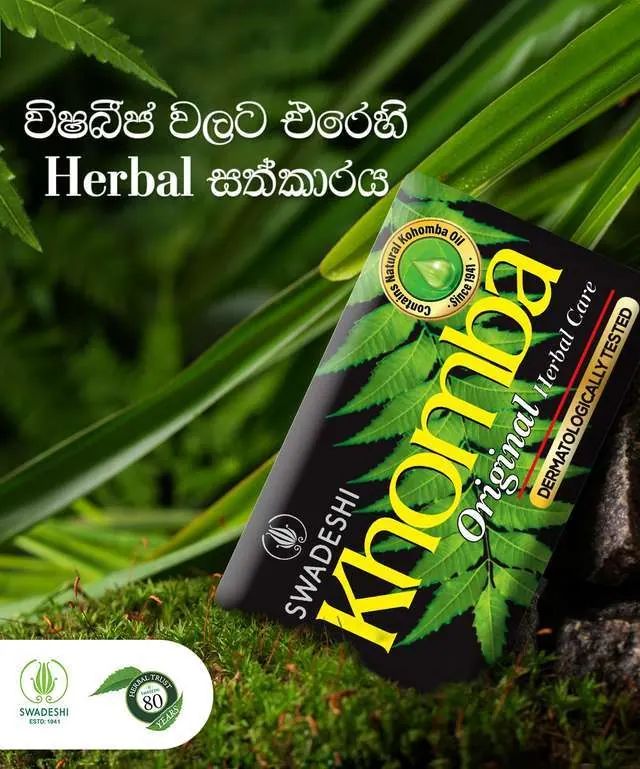 විෂබීජ වලට එරෙහි
Herbal සත්කාරය
Contains Natural Kohomba Oil
Since 1941
SWADESHI
Khomba
Original Herbal Care
DERMATOLOGICALLY TESTED
SWADESHI
ESTD: 1941
HERBAL TRUST
80
YEARS